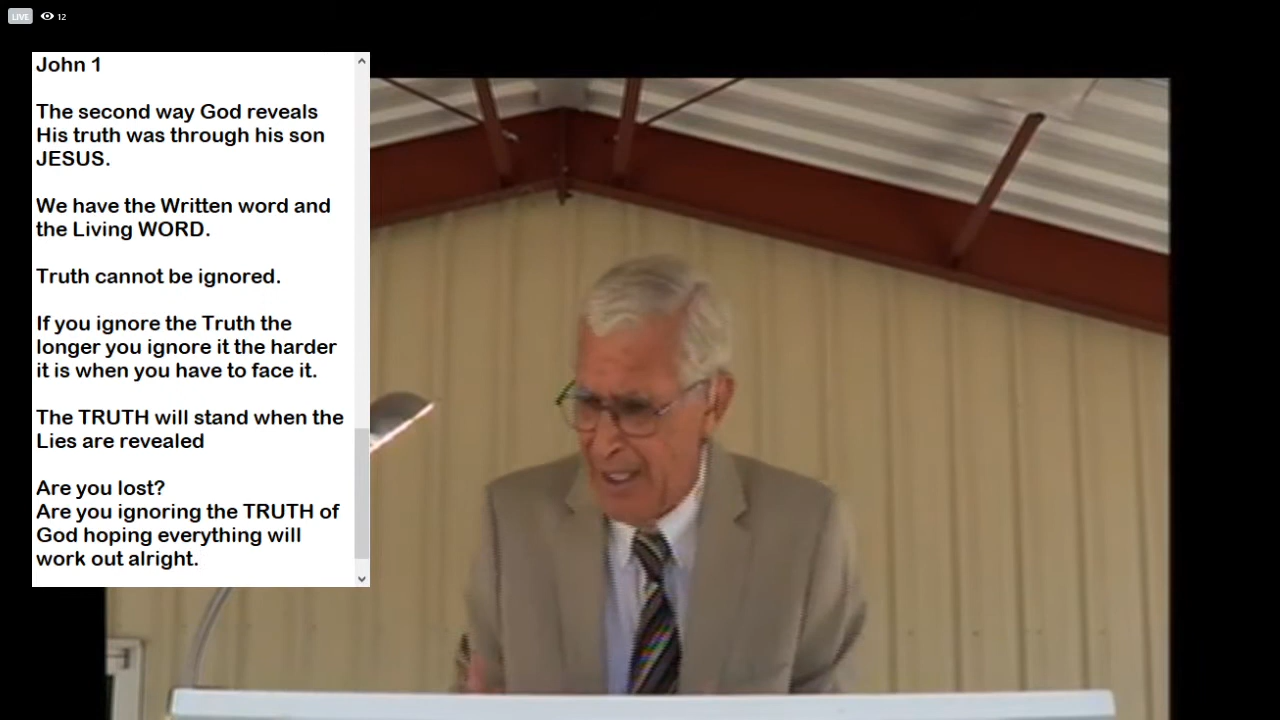 LIVE 12
John 1
The second way God reveals
His truth was through his son
JESUS.
We have the Written word and
the Living WORD.
Truth cannot be ignored.
If you ignore the Truth the
longer you ignore it the harder
it is when you have to face it.
The TRUTH will stand when the
Lies are revealed
Are you lost?
Are you ignoring the TRUTH of
God hoping everything will
work out alright.